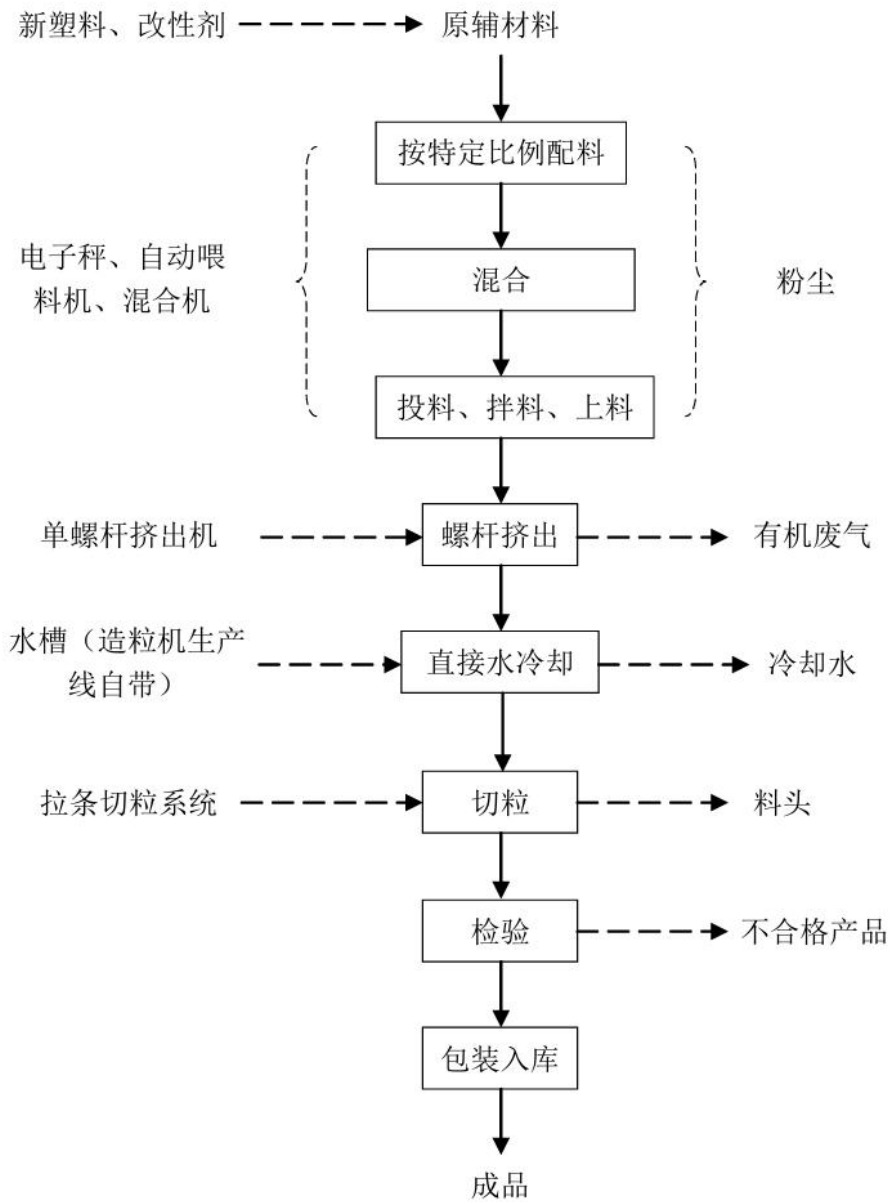 新塑料、改性剂
原辅材料
按特定比例配料
电子秤、自动喂
料机、混合机
混合
粉尘
投料、拌料、上料
单螺杆挤出机
螺杆挤出
有机废气
水槽（造粒机生产
线自带）
直接水冷却
冷却水
拉条切粒系统
切粒
料头
检验
不合格产品
包装入库
成品